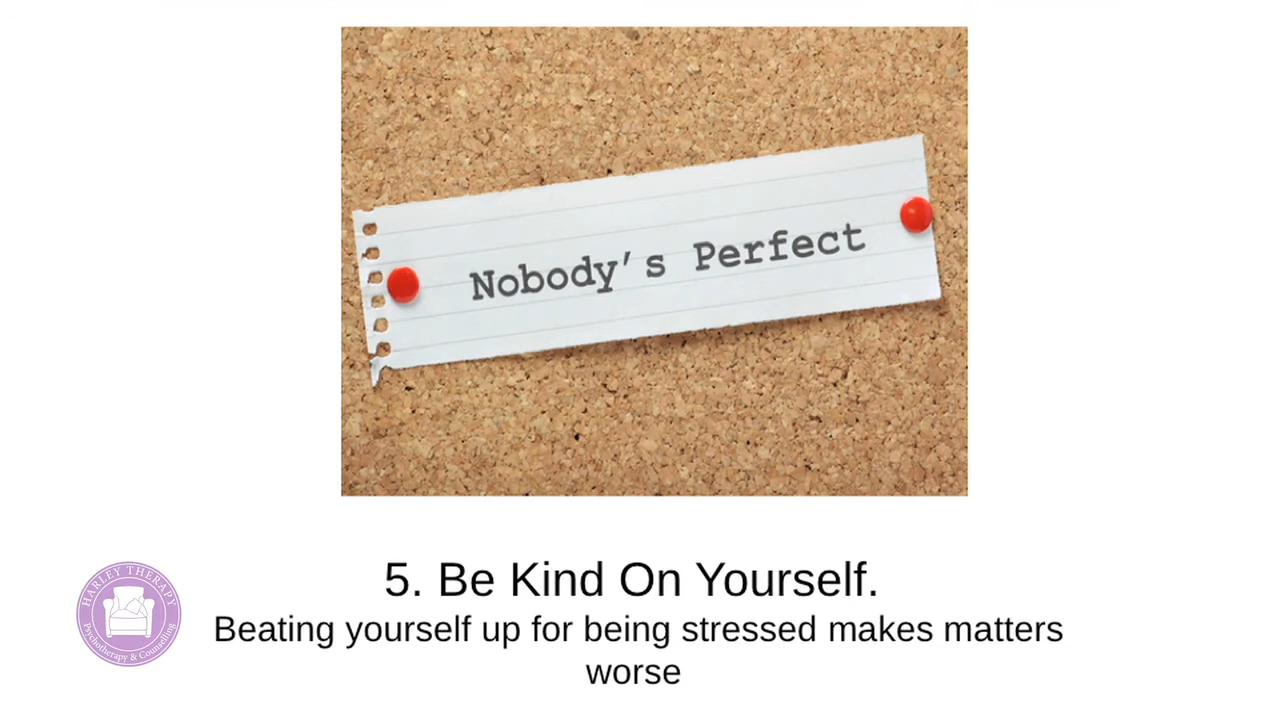 Nobody's Perfect
5. Be Kind On Yourself.
HARLEY THERAPY
Psychotherapy & Counselling
Beating yourself up for being stressed makes matters
worse